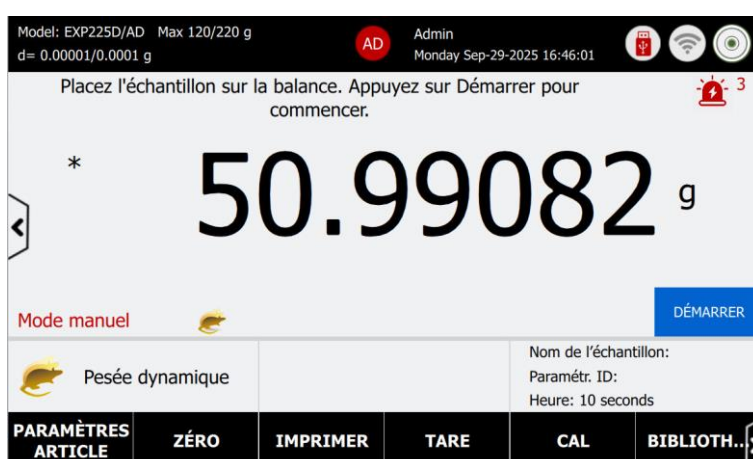 Model: EXP225D/AD Max 120/220 g
d= 0.00001/0.0001 g
AD
Admin
Monday Sep-29-2025 16:46:01
Placez l'échantillon sur la balance. Appuyez sur Démarrer pour
commencer.
3
*
50.99082 g
Mode manuel
DÉMARRER
Pesée dynamique
Nom de l'échantillon:
Paramétr. ID:
Heure: 10 seconds
PARAMÈTRES
ARTICLE
ZÉRO
IMPRIMER
TARE
CAL
BIBLIOTH...